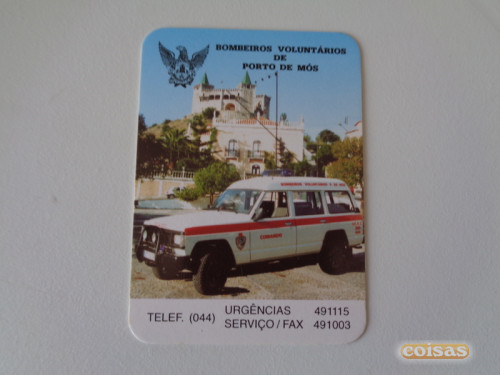 BOMBEIROS VOLUNTÁRIOS
DE
PORTO DE MÓS
TELEF. (044) URGÊNCIAS 491115
SERVIÇO / FAX 491003
coisas